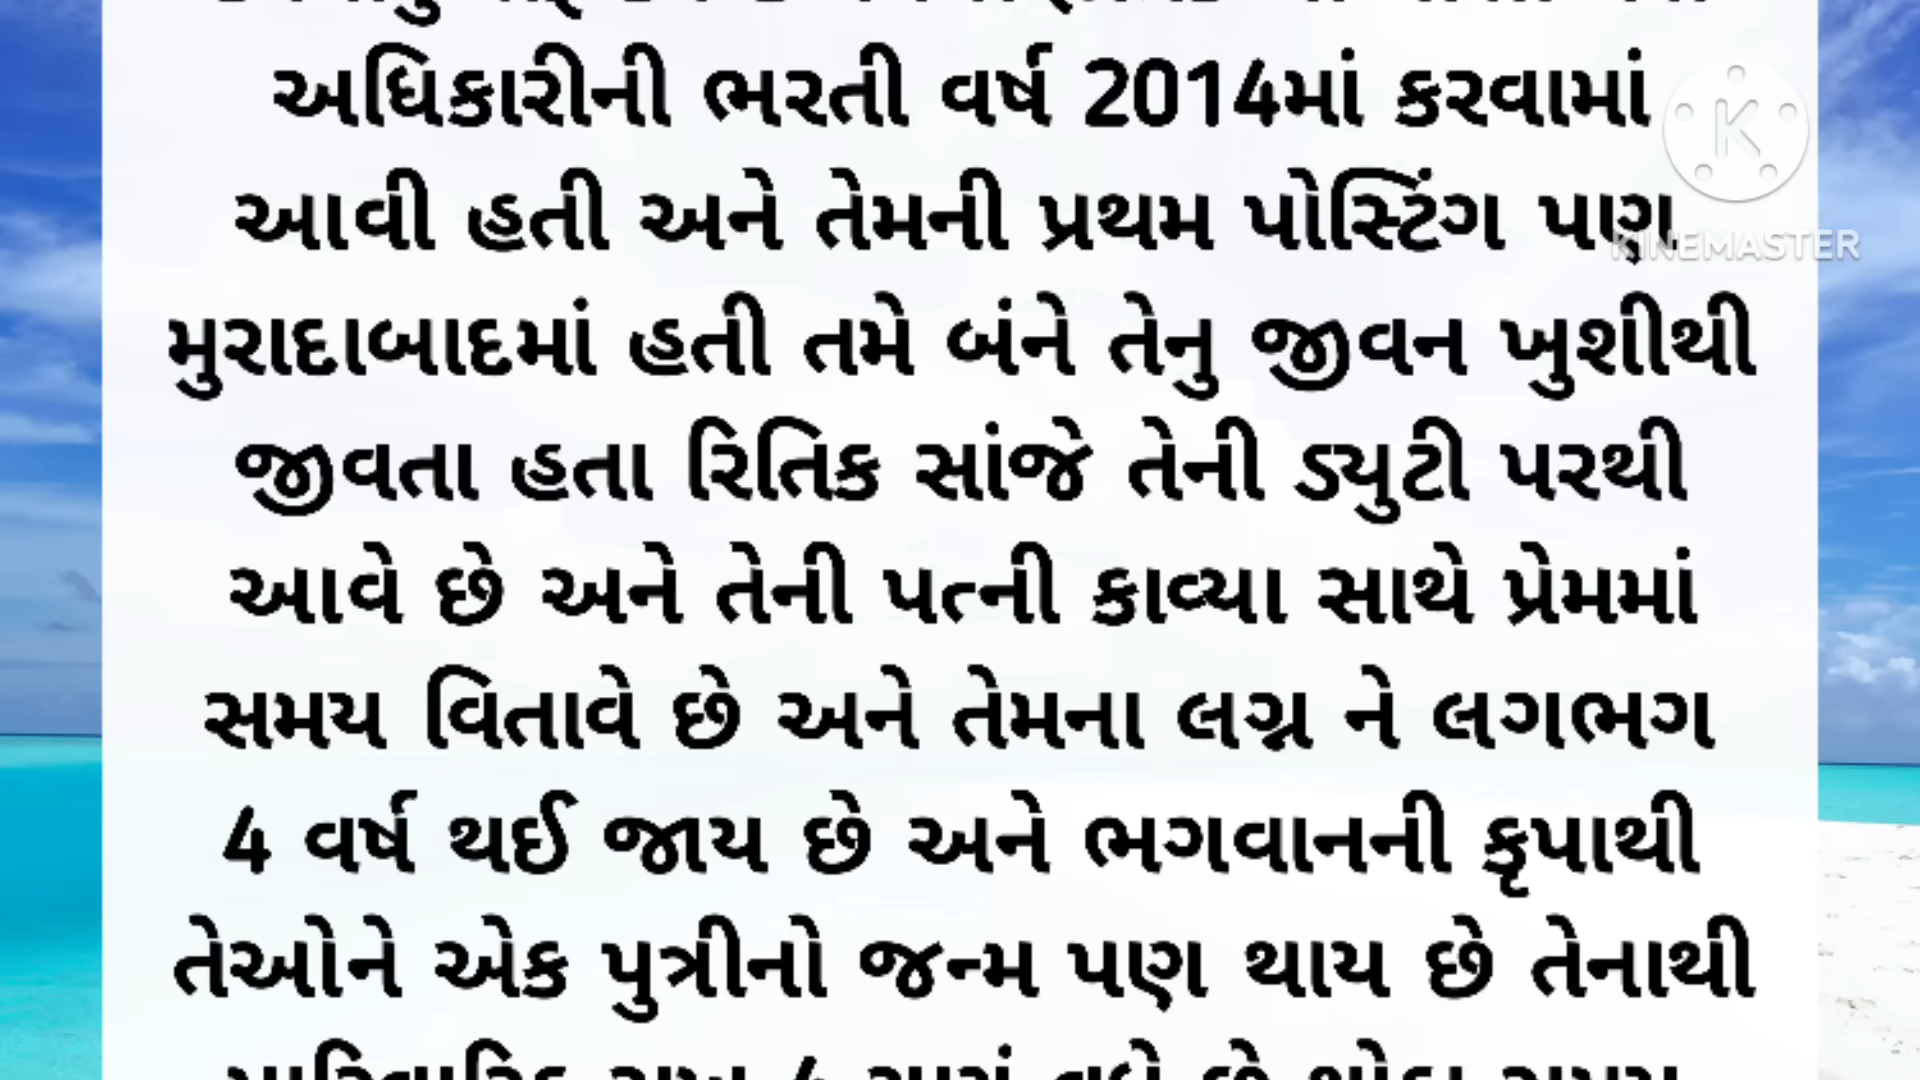 અધિકારીની ભરતી વર્ષ 2014માં કરવામાં
આવી હતી અને તેમની પ્રથમ પોસ્ટિંગ પણ
KINEMASTER
મુરાદાબાદમાં હતી તમે બંને તેનુ જીવન ખુશીથી
જીવતા હતા રિતિક સાંજે તેની ડ્યુટી પરથી
આવે છે અને તેની પત્ની કાવ્યા સાથે પ્રેમમાં
સમય વિતાવે છે અને તેમના લગ્ન ને લગભગ
4 વર્ષ થઈ જાય છે અને ભગવાનની કૃપાથી
તેઓને એક પુત્રીનો જન્મ પણ થાય છે તેનાથી